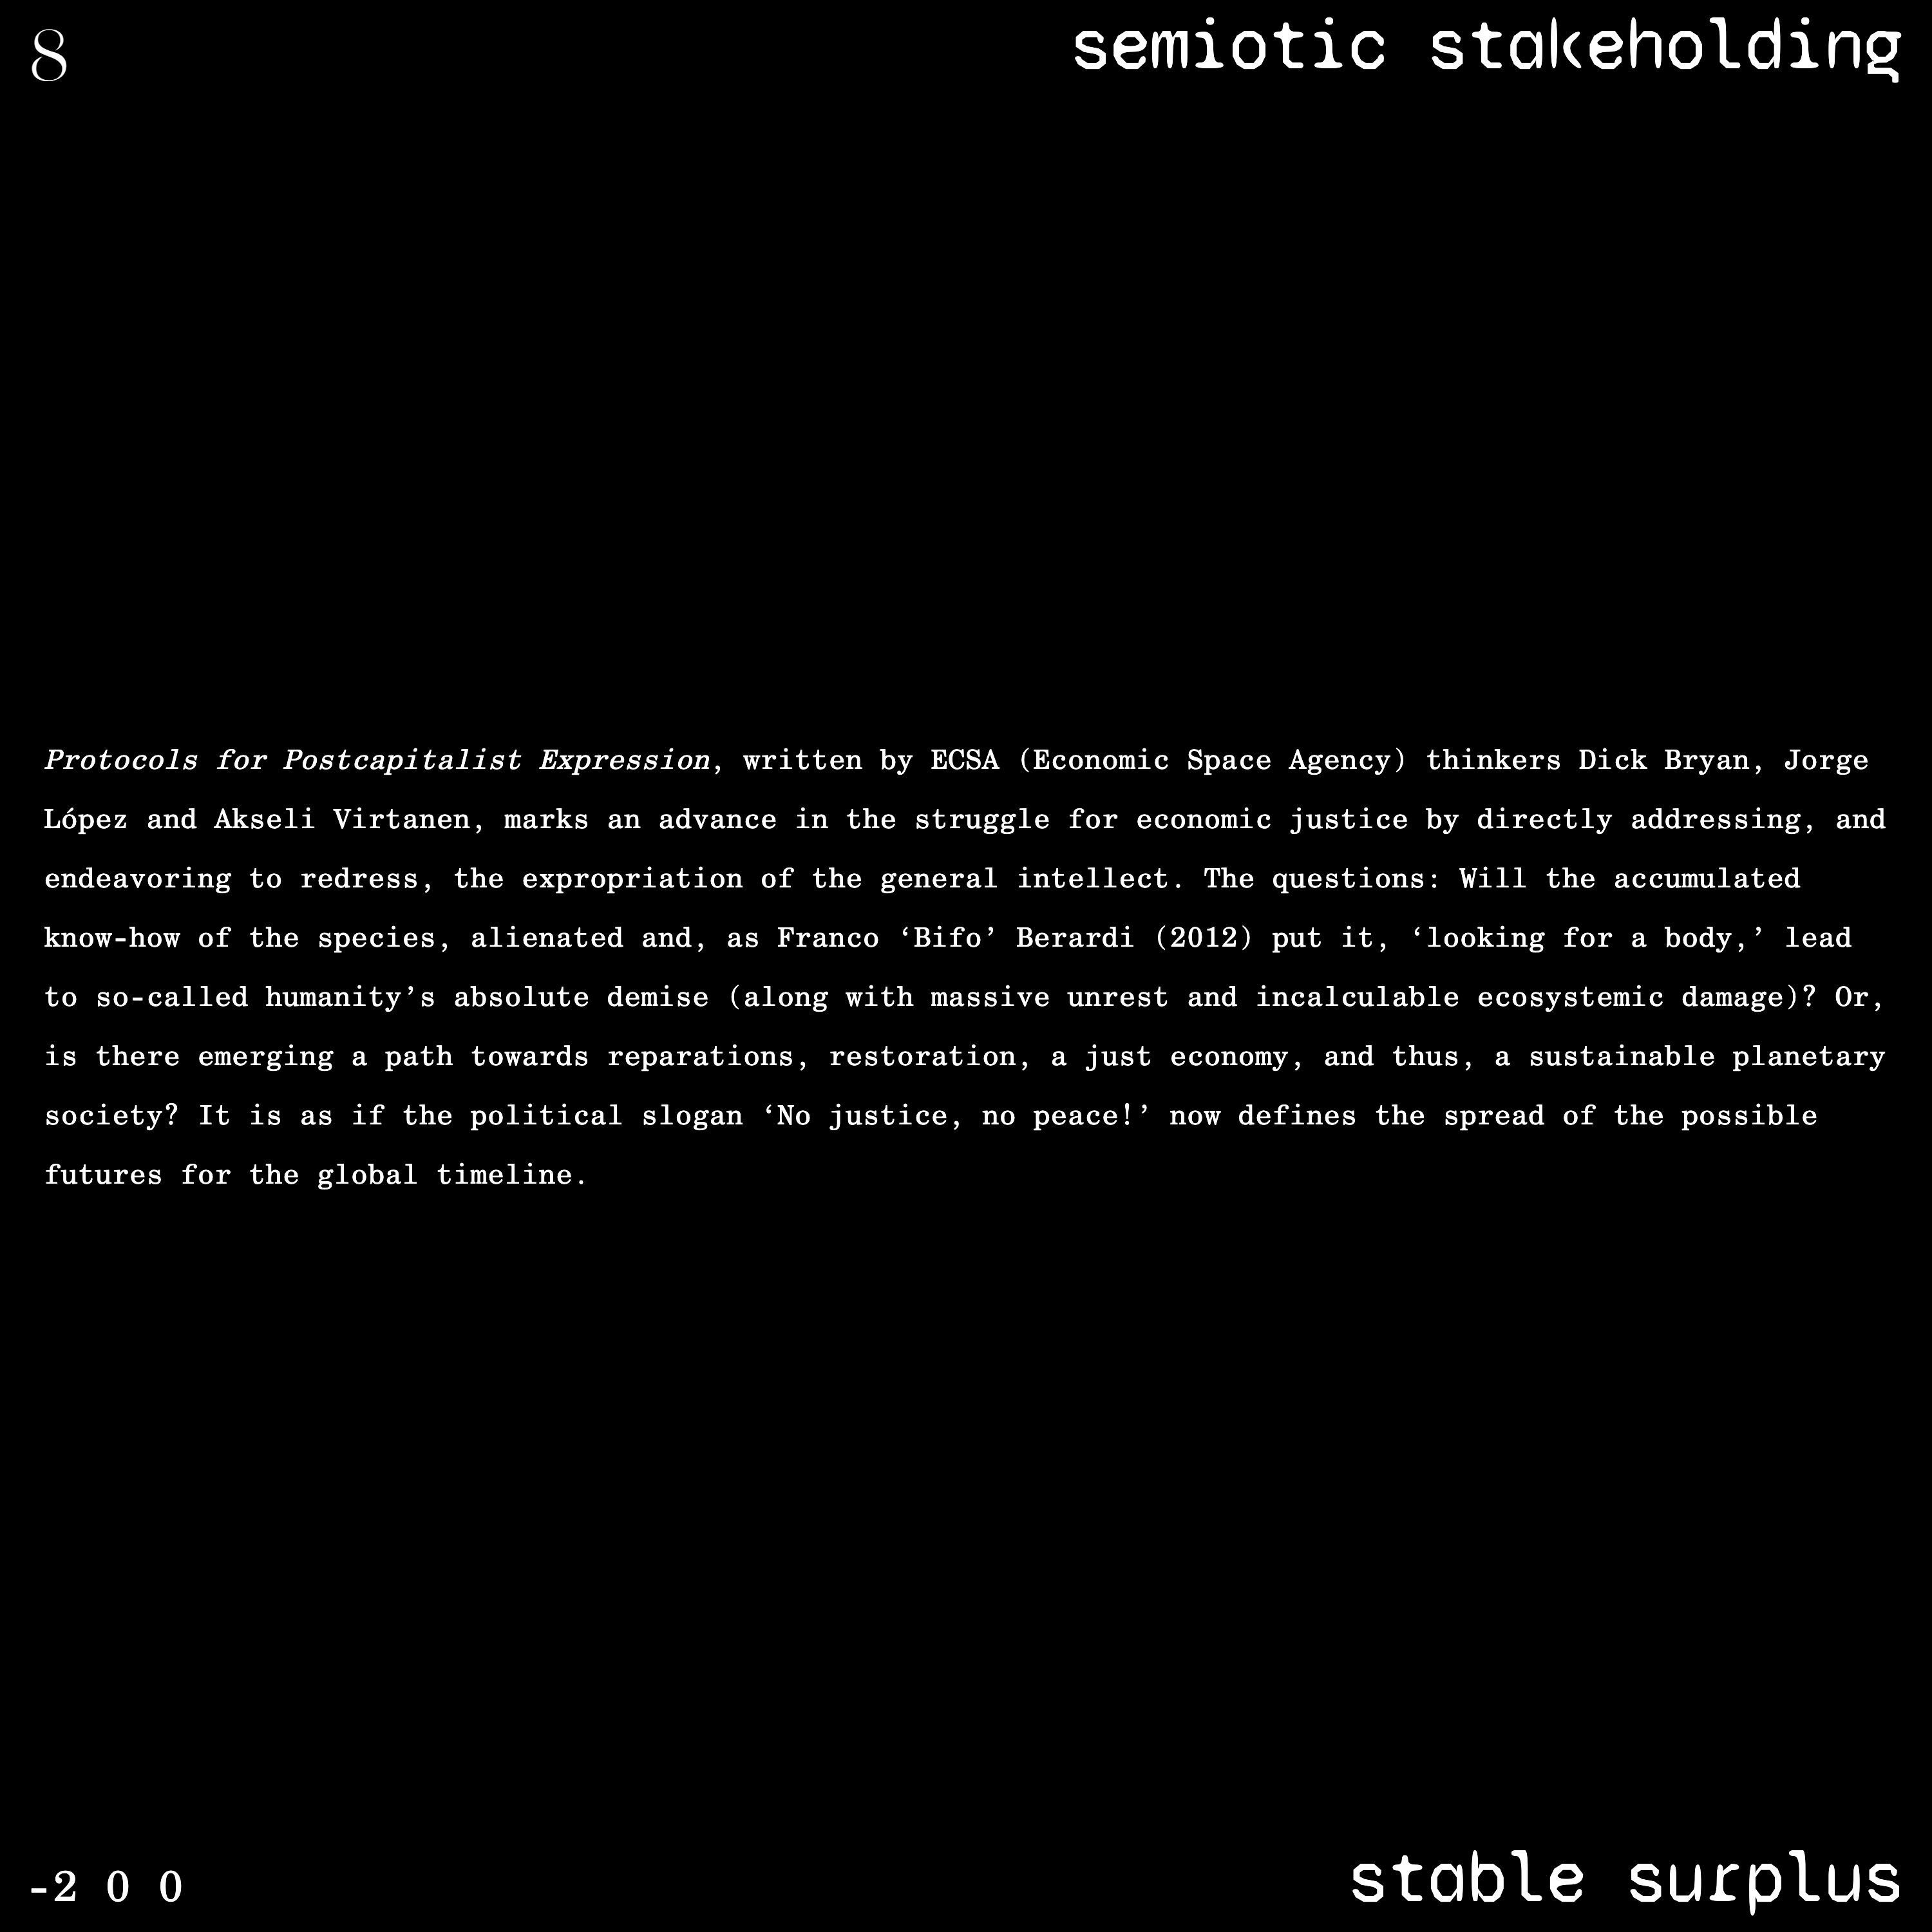 8
semiotic stakeholding
Protocols for Postcapitalist Expression, written by ECSA (Economic Space Agency) thinkers Dick Bryan, Jorge
López and Akseli Virtanen, marks an advance in the struggle for economic justice by directly addressing, and
endeavoring to redress, the expropriation of the general intellect. The questions: Will the accumulated
know-how of the species, alienated and, as Franco ‘Bifo’ Berardi (2012) put it, ‘looking for a body,’ lead
to so-called humanity’s absolute demise (along with massive unrest and incalculable ecosystemic damage)? Or,
is there emerging a path towards reparations, restoration, a just economy, and thus, a sustainable planetary
society? It is as if the political slogan ‘No justice, no peace!’ now defines the spread of the possible
futures for the global timeline.
-2 0 0
stable surplus